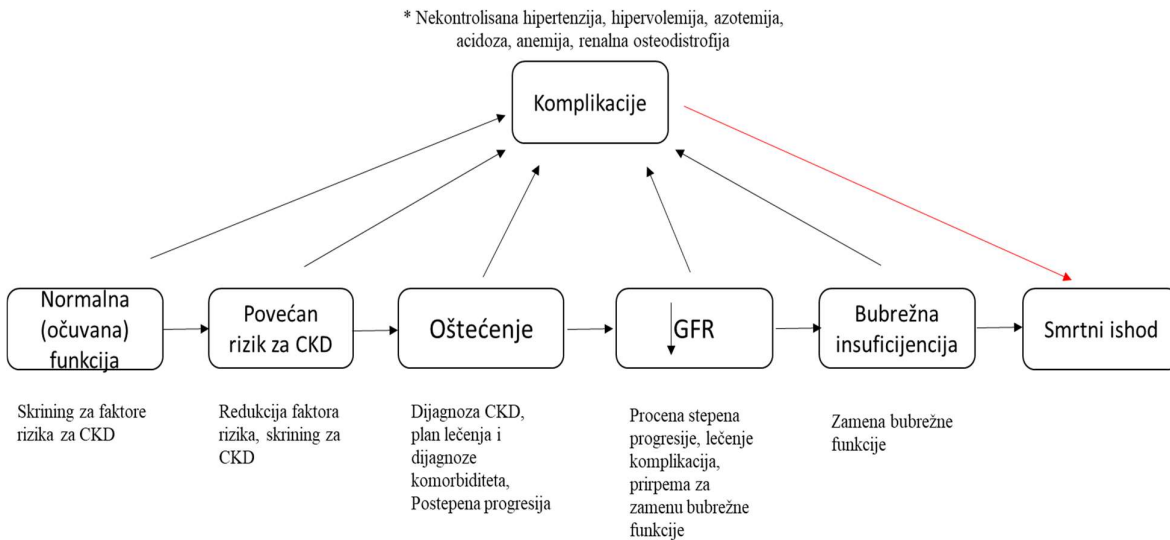 * Nekontrolisana hipertenzija, hipervolemija, azotemija,
acidoza, anemija, renalna osteodistrofija
Komplikacije
Normalna
(očuvana)
funkcija
Povećan
rizik za CKD
Oštećenje
↓GFR
Bubrežna
insuficijencija
Smrtni ishod
Skrining za faktore
rizika za CKD
Redukcija faktora
rizika, skrining za
CKD
Dijagnoza CKD,
plan lečenja i
dijagnoze
komorbiditeta,
Postepena progresija
Procena stepena
progresije, lečenje
komplikacija,
prirpema za
zamenu bubrežne
funkcije
Zamena bubrežne
funkcije